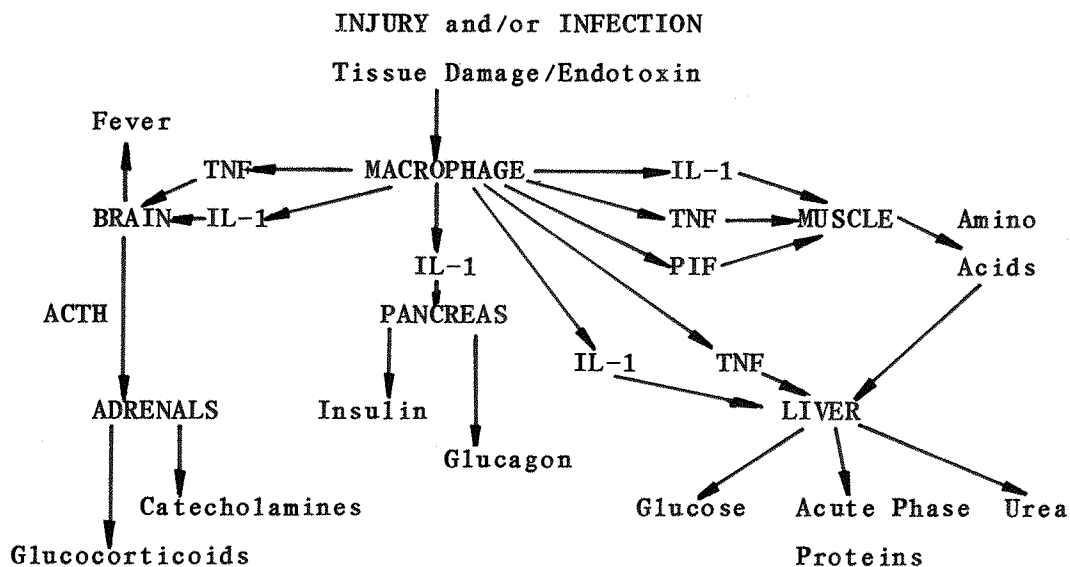 INJURY and/or INFECTION
Tissue Damage/Endotoxin
Fever
TNF MACROPHAGE IL-1
BRAIN IL-1 TNF MUSCLE Amino
IL-1 PIF Acids
ACTH PANCREAS
IL-1 TNF
ADRENALS Insulin LIVER
Glucagon
Catecholamines Glucose Acute Phase Urea
Glucocorticoids Proteins